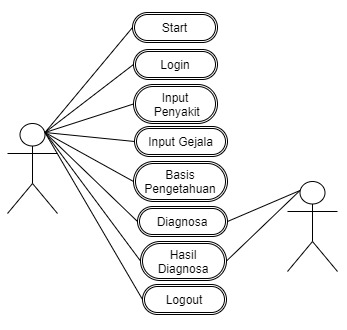 Start
Login
Input
Penyakit
Input Gejala
Basis
Pengetahuan
Diagnosa
Hasil
Diagnosa
Logout